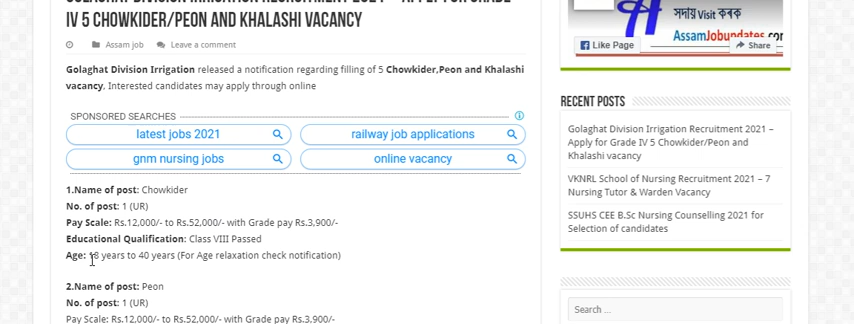 IV 5 CHOWKIDER/PEON AND KHALASHI VACANCY
Assam job
Leave a comment
Golaghat Division Irrigation released a notification regarding filling of 5 Chowkider,Peon and Khalashi
vacancy. Interested candidates may apply through online
SPONSORED SEARCHES
latest jobs 2021
railway job applications
gnm nursing jobs
online vacancy
1.Name of post: Chowkider
No. of post: 1 (UR)
Pay Scale: Rs.12,000/- to Rs.52,000/- with Grade pay Rs.3,900/-
Educational Qualification: Class VIII Passed
Age: 18 years to 40 years (For Age relaxation check notification)
2.Name of post: Peon
No. of post: 1 (UR)
Pay Scale: Rs.12,000/- to Rs.52,000/- with Grade pay Rs.3,900/-
সদায় Visit কৰক
AssamJobupdates.com
Like Page
Share
RECENT POSTS
Golaghat Division Irrigation Recruitment 2021 –
Apply for Grade IV 5 Chowkider/Peon and
Khalashi vacancy
VKNRL School of Nursing Recruitment 2021 – 7
Nursing Tutor & Warden Vacancy
SSUHS CEE B.Sc Nursing Counselling 2021 for
Selection of candidates
Search ...